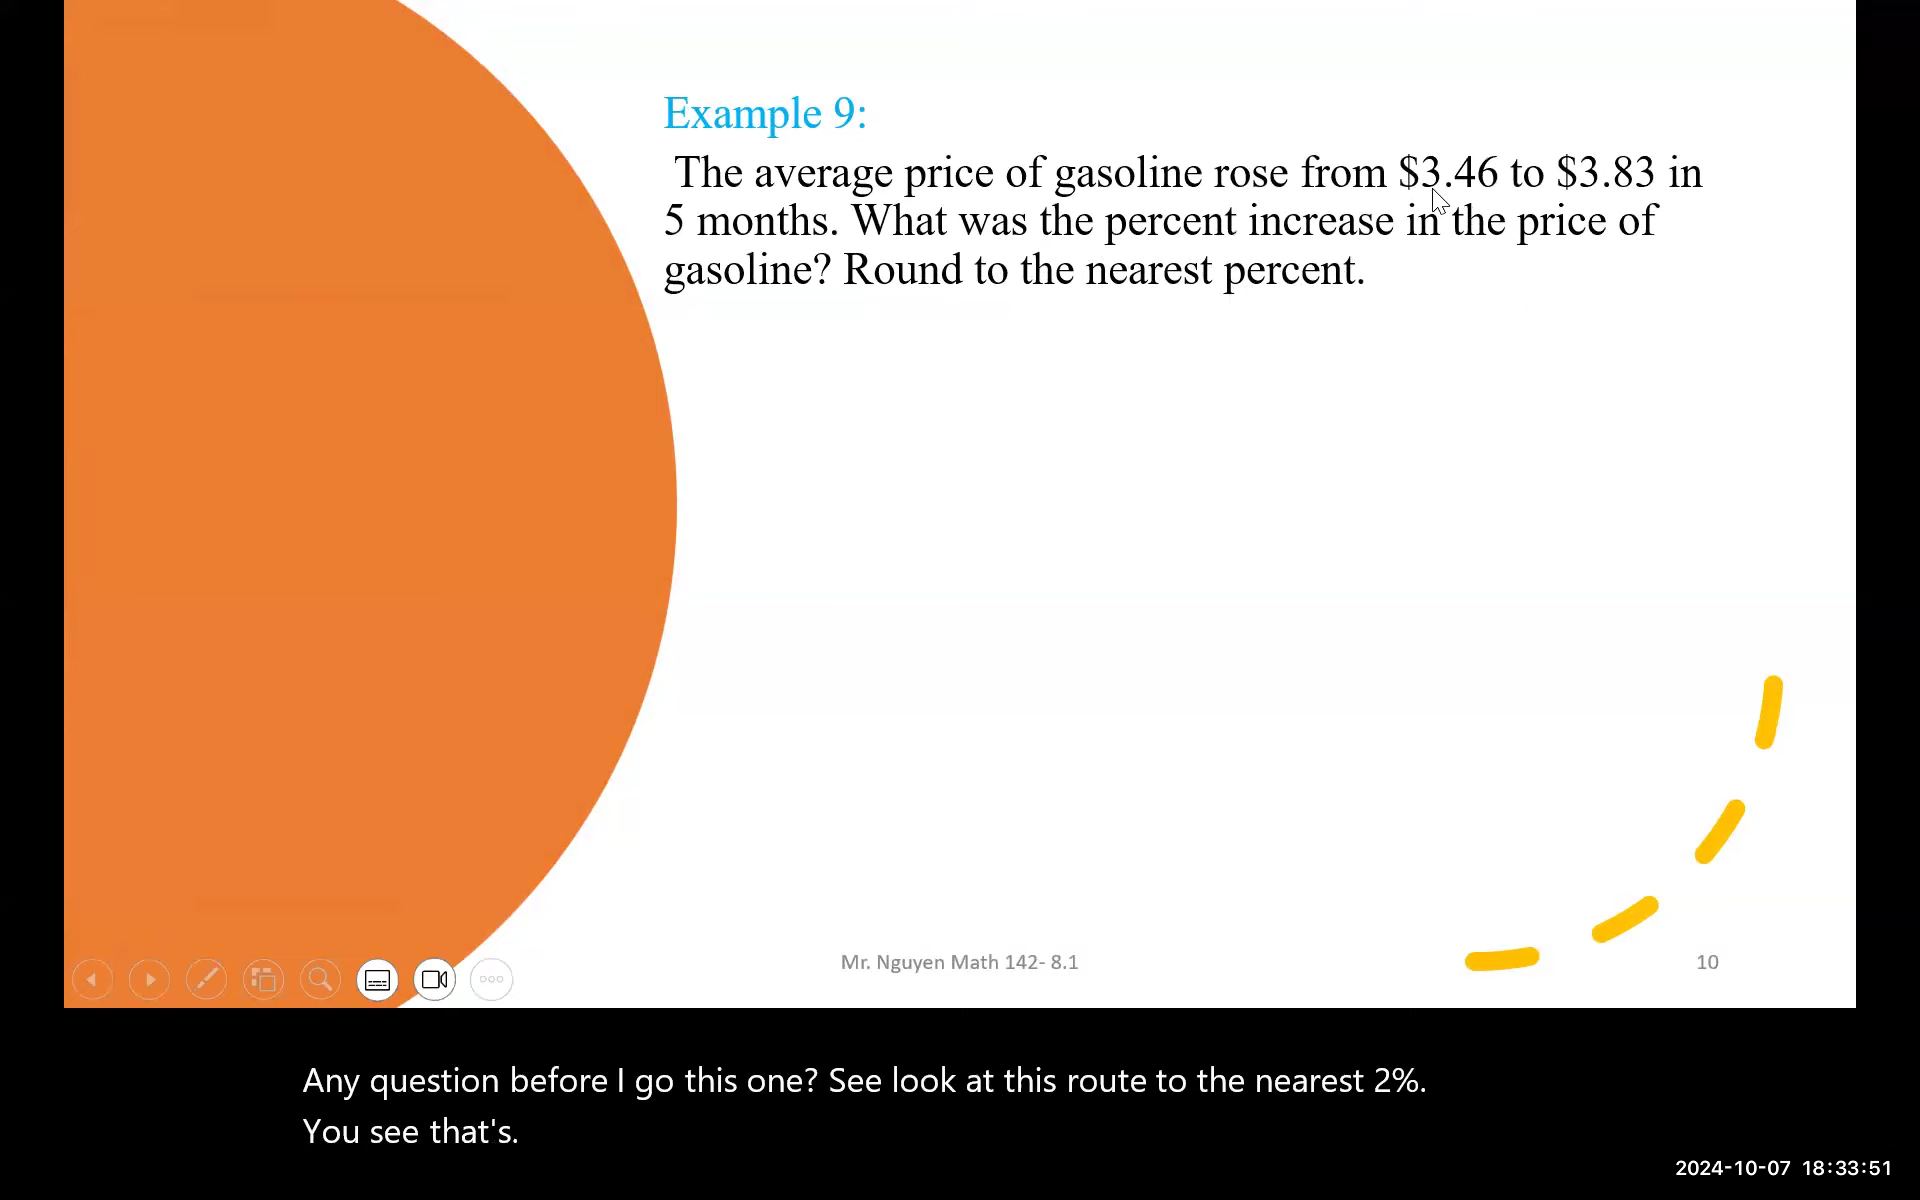 Example 9:
The average price of gasoline rose from $3.46 to $3.83 in
5 months. What was the percent increase in the price of
gasoline? Round to the nearest percent.
Mr. Nguyen Math 142- 8.1
10
Any question before I go this one? See look at this route to the nearest 2%.
You see that's.
2024-10-07 18:33:51